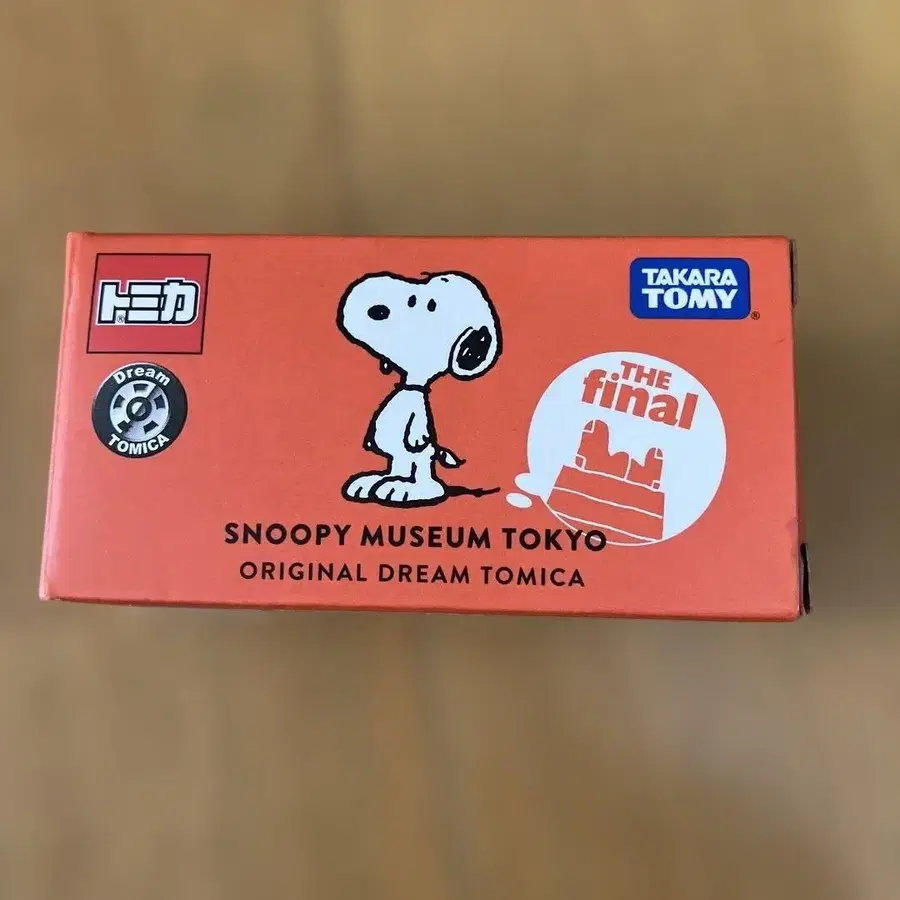 トミカ
®
Dream
TOMICA
TAKARA
TOMY
®
THE
final
SNOOPY MUSEUM TOKYO
ORIGINAL DREAM TOMICA